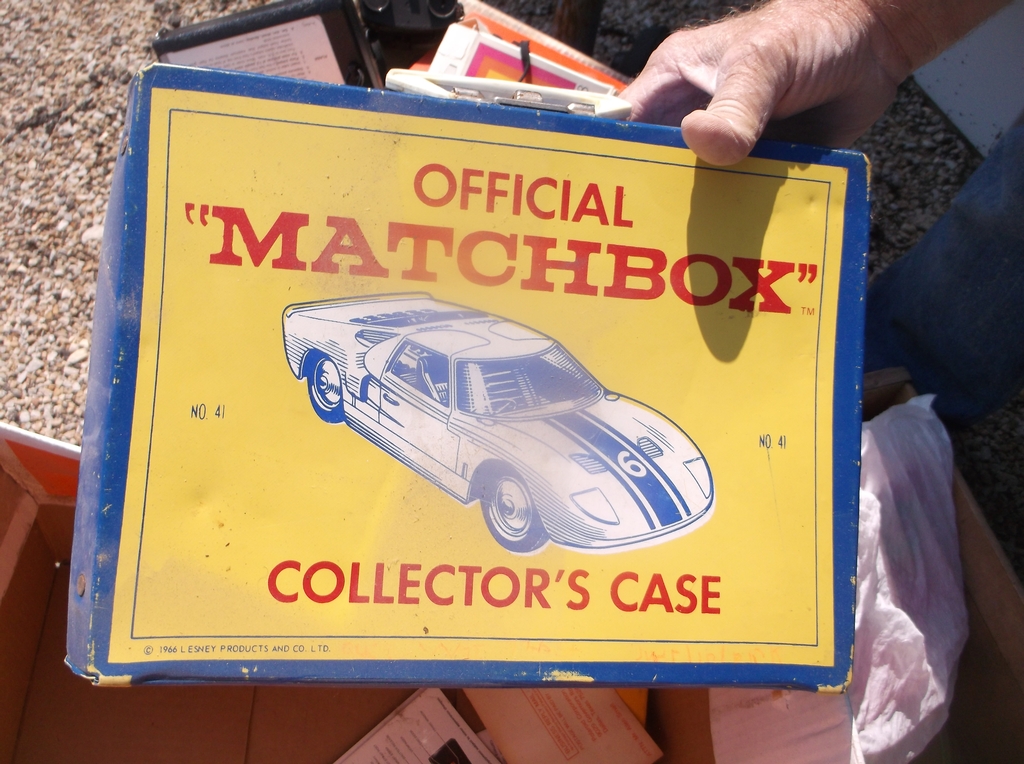 OFFICIAL
"MATCHBOX"
TM
6
NO. 41
NO. 41
COLLECTOR'S CASE
© 1966 LESNEY PRODUCTS AND CO. LTD.